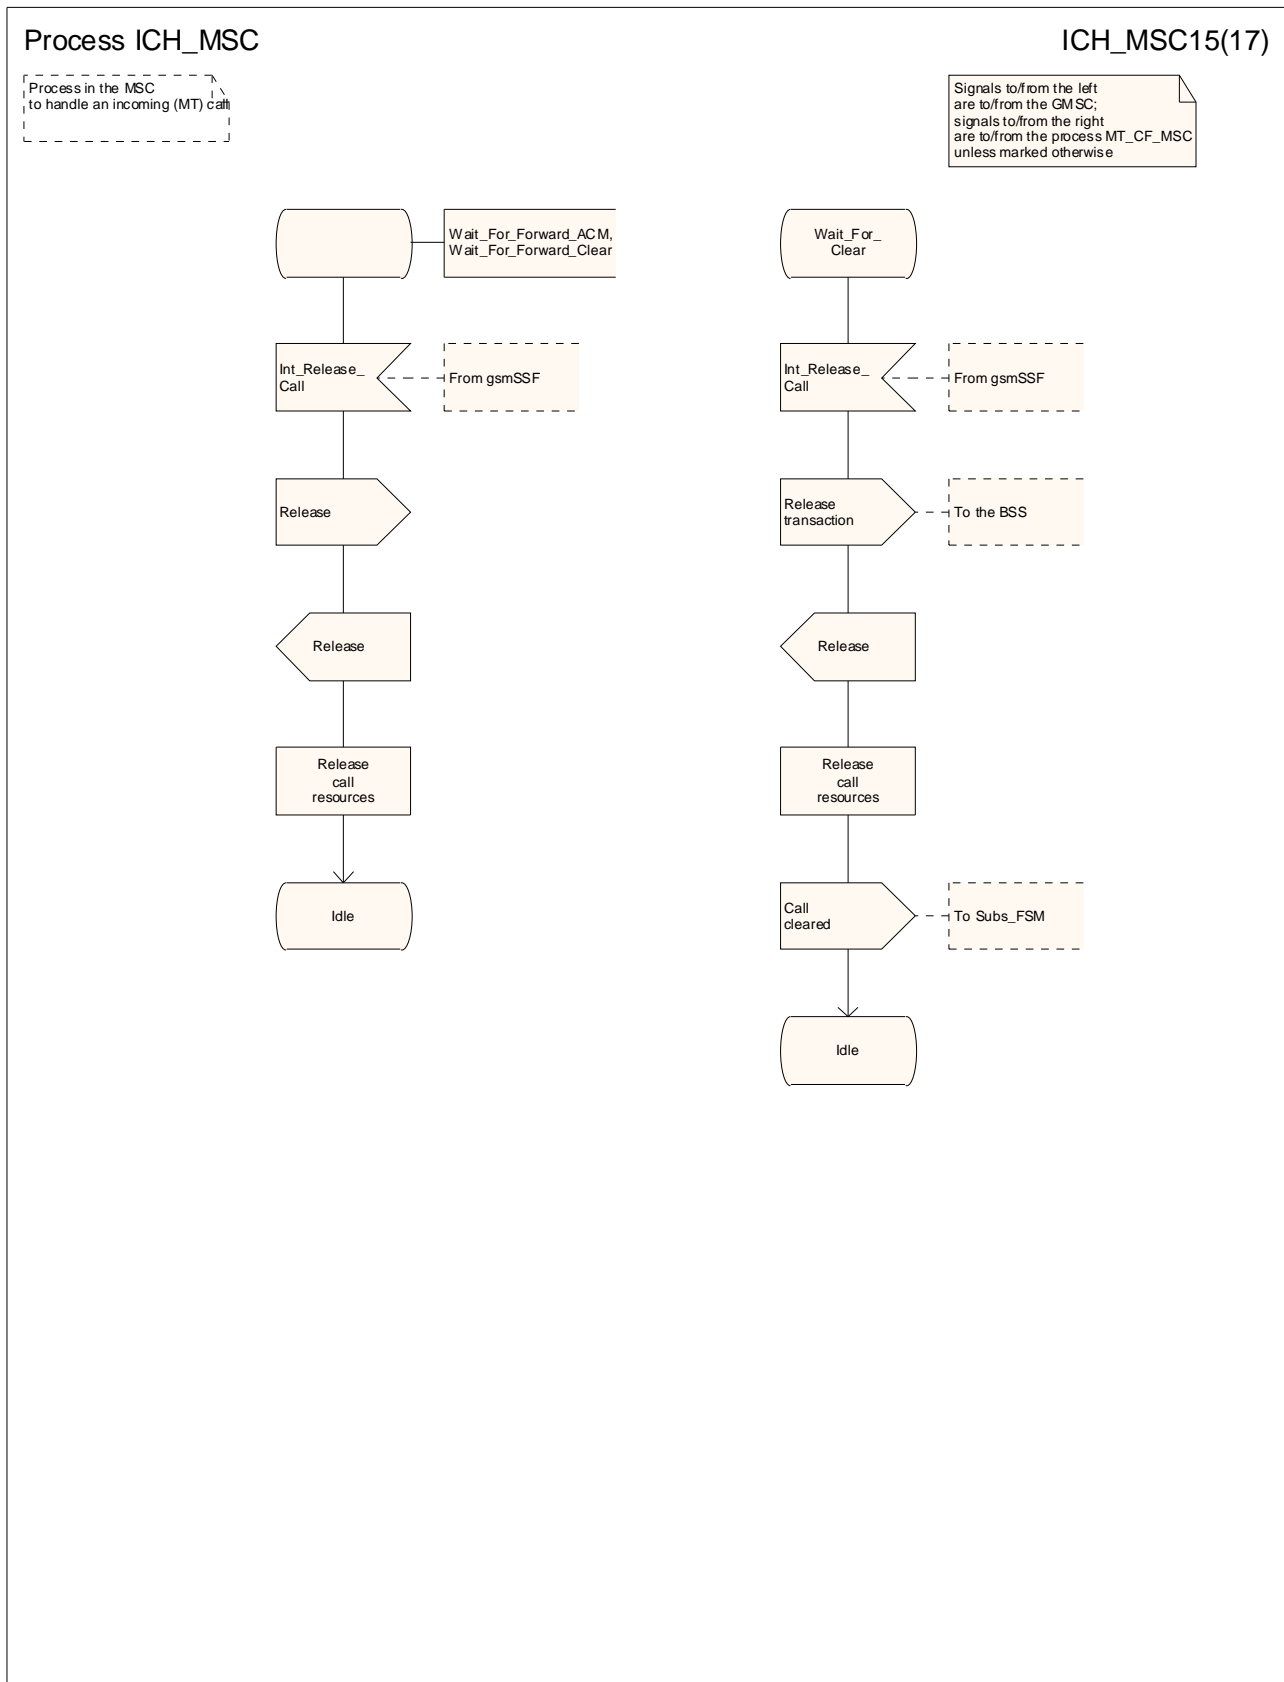 Process ICH_MSC
ICH_MSC15(17)
Process in the MSC
to handle an incoming (MT) call
Signals to/from the left
are to/from the GMSC;
signals to/from the right
are to/from the process MT_CF_MSC
unless marked otherwise
Wait_For_Forward_ACM,
Wait_For_Forward_Clear
Int_Release_
Call
From gsmSSF
Release
Release
Release
call
resources
Idle
Wait_For_
Clear
Int_Release_
Call
From gsmSSF
Release
transaction
To the BSS
Release
Release
call
resources
Call
cleared
To Subs_FSM
Idle